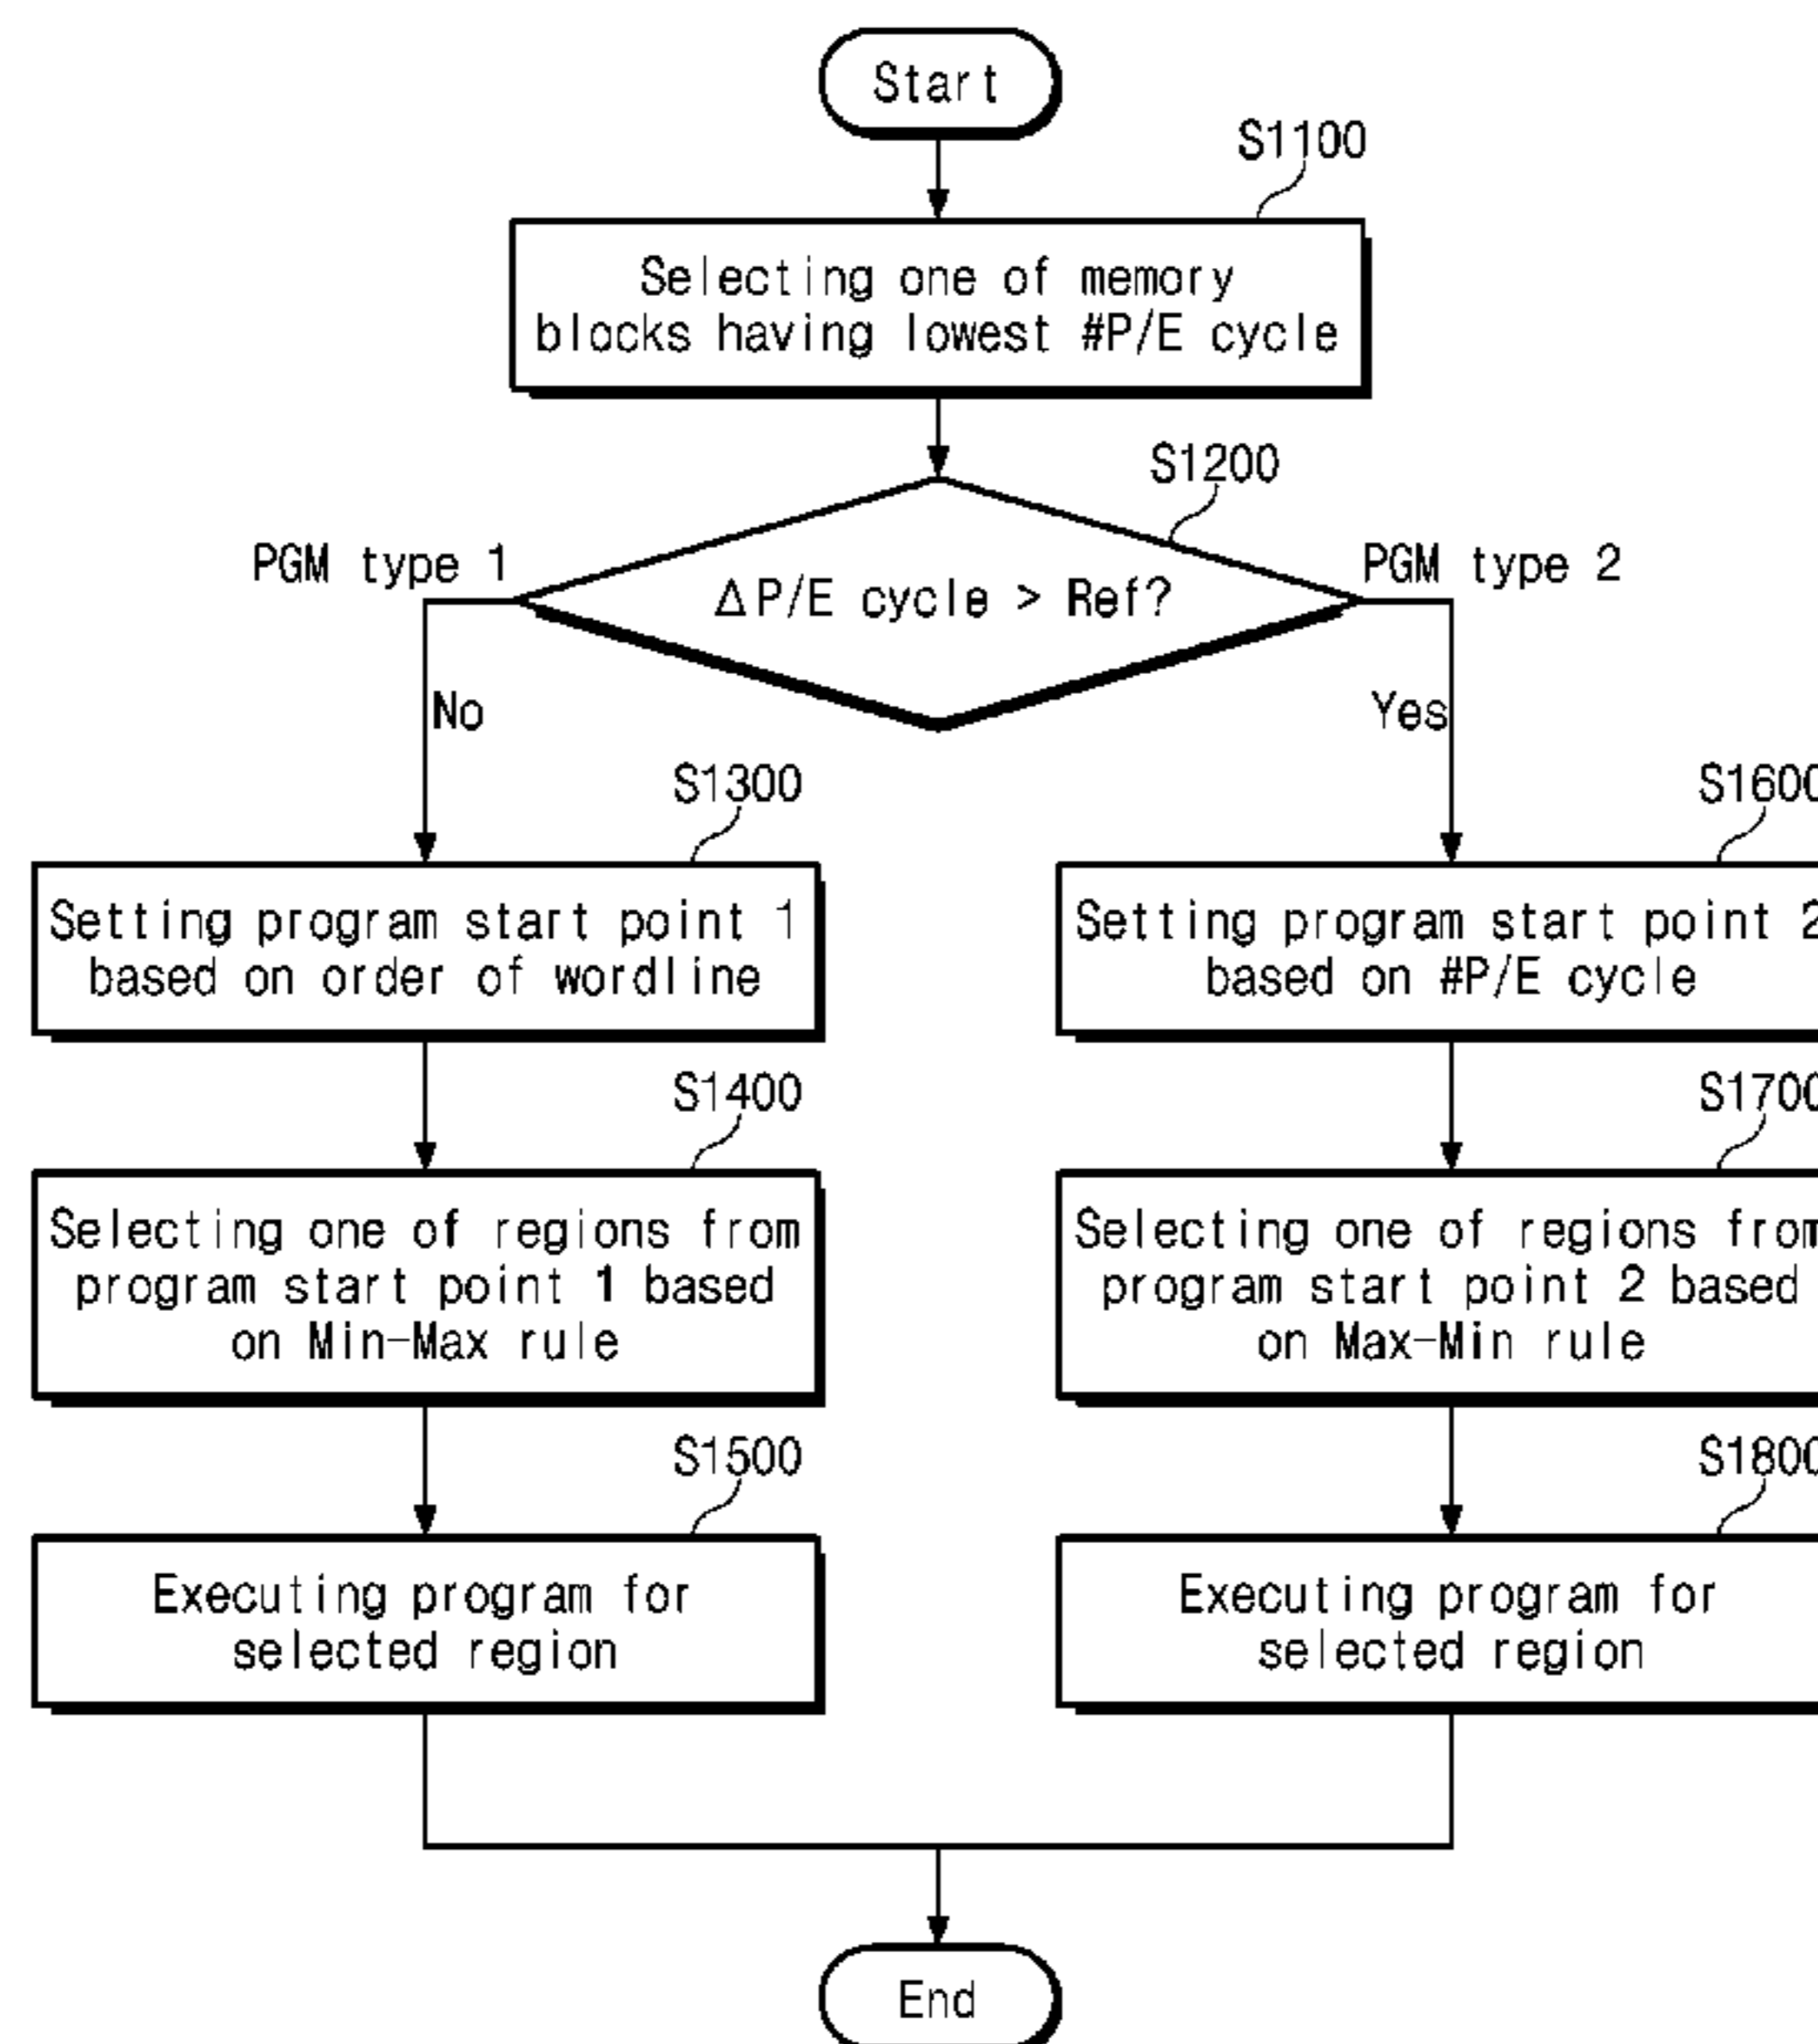 Start
S1100
Selecting one of memory
blocks having lowest #P/E cycle
S1200
PGM type 1
ΔP/E cycle > Ref?
PGM type 2
No
Yes
S1300
Setting program start point 1
based on order of wordline
S1400
Selecting one of regions from
program start point 1 based
on Min-Max rule
S1500
Executing program for
selected region
S1600
Setting program start point 2
based on #P/E cycle
S1700
Selecting one of regions from
program start point 2 based
on Max-Min rule
S1800
Executing program for
selected region
End